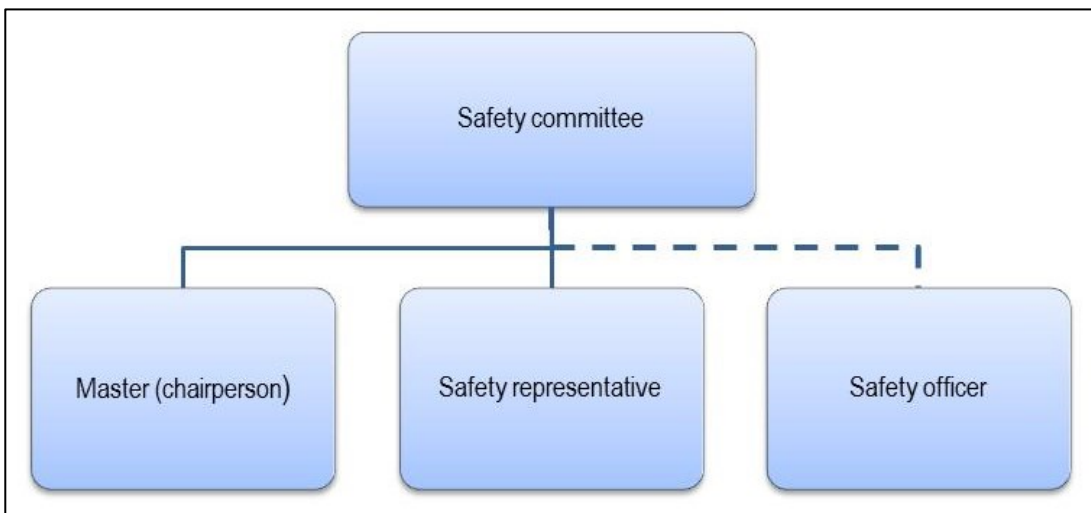 Safety committee
Master (chairperson)
Safety representative
Safety officer